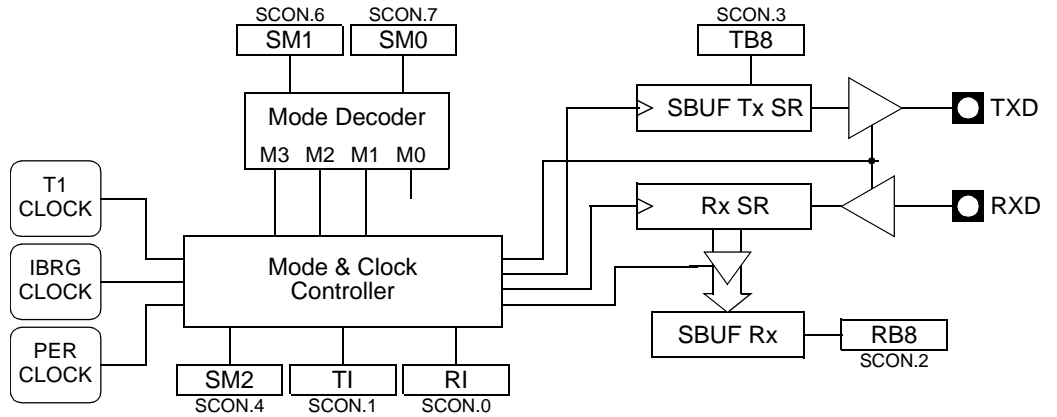 SCON.6
SCON.7
SCON.3
SM1
SM0
TB8
Mode Decoder
SBUF Tx SR
TXD
M3
M2
M1
M0
T1
CLOCK
Rx SR
RXD
IBRG
CLOCK
Mode & Clock
Controller
PER
CLOCK
SBUF Rx
RB8
SCON.2
SM2
TI
RI
SCON.4
SCON.1
SCON.0